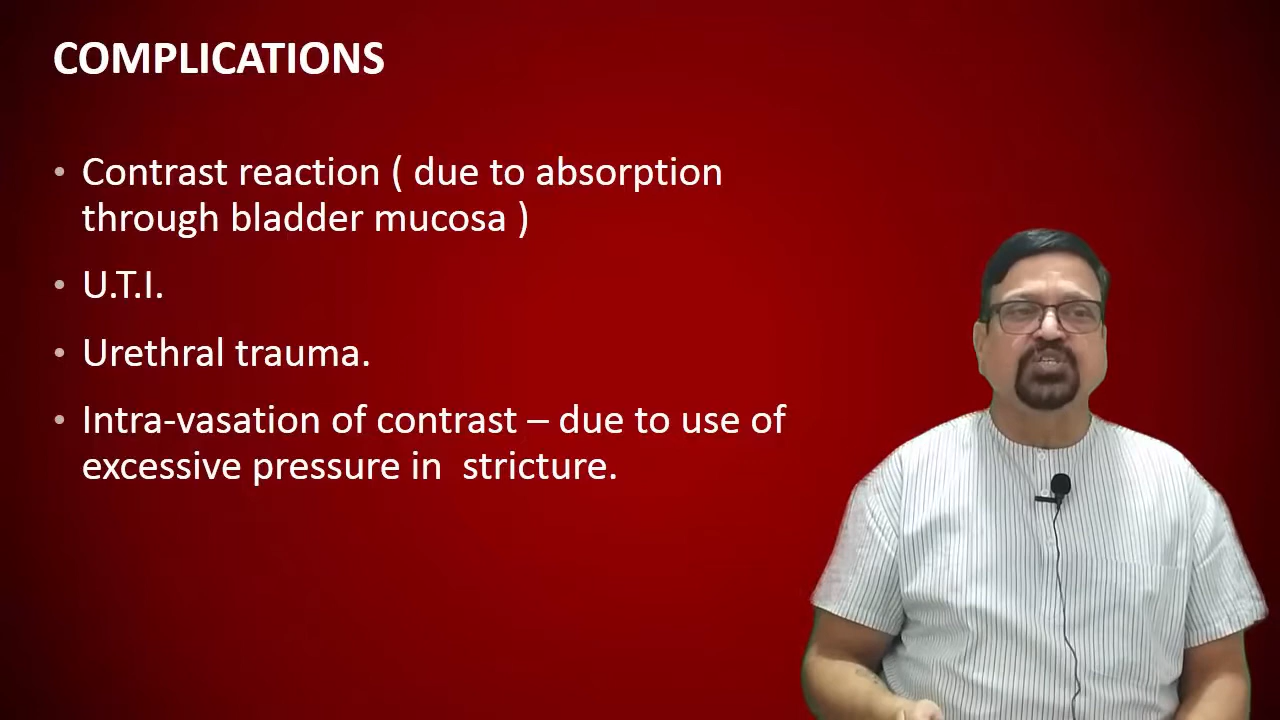 COMPLICATIONS
• Contrast reaction ( due to absorption
through bladder mucosa )
• U.T.I.
• Urethral trauma.
• Intra-vasation of contrast – due to use of
excessive pressure in  stricture.